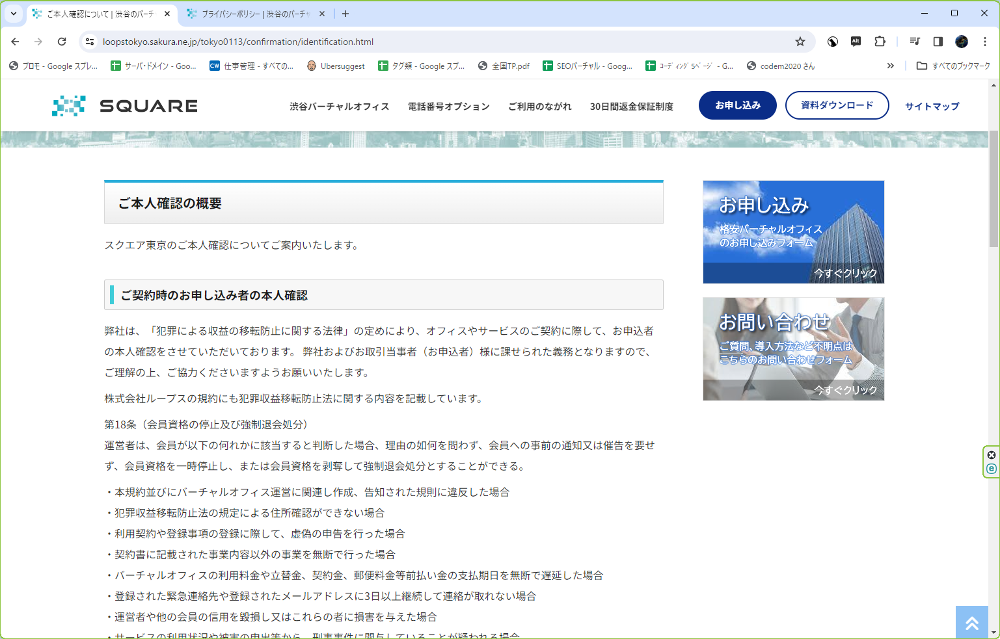 ご本人確認について | 渋谷のバーチ
プライバシーポリシー | 渋谷のバーチャ
loopstokyo.sakura.ne.jp/tokyo0113/confirmation/identification.html
Alt
プロモ - Google スプレ...
サーバ・ドメイン - Goo...
CW 仕事管理 - すべての...
Ubersuggest
タグ類 - Google スプ...
全国TP.pdf
SEOバーチャル - Goog...
コーディング 5ページ - G...
codem2020 さん
すべてのブックマーク
SQUARE
渋谷バーチャルオフィス
電話番号オプション
ご利用のながれ
30日間返金保証制度
お申し込み
資料ダウンロード
サイトマップ
ご本人確認の概要
スクエア東京のご本人確認についてご案内いたします。
ご契約時のお申し込み者の本人確認
弊社は、「犯罪による収益の移転防止に関する法律」の定めにより、オフィスやサービスのご契約に際して、お申込者
の本人確認をさせていただいております。 弊社およびお取引当事者（お申込者）様に課せられた義務となりますので、
ご理解の上、ご協力くださいますようお願いいたします。
株式会社ループスの規約にも犯罪収益移転防止法に関する内容を記載しています。
第18条（会員資格の停止及び強制退会処分）
運営者は、会員が以下の何れかに該当すると判断した場合、理由の如何を問わず、会員への事前の通知又は催告を要せ
ず、会員資格を一時停止し、または会員資格を剥奪して強制退会処分とすることができる。
・本規約並びにバーチャルオフィス運営に関連し作成、告知された規則に違反した場合
・犯罪収益移転防止法の規定による住所確認ができない場合
・利用契約や登録事項の登録に際して、虚偽の申告を行った場合
・契約書に記載された事業内容以外の事業を無断で行った場合
・バーチャルオフィスの利用料金や立替金、契約金、郵便料金等前払い金の支払期日を無断で遅延した場合
・登録された緊急連絡先や登録されたメールアドレスに3日以上継続して連絡が取れない場合
・運営者や他の会員の信用を毀損し又はこれらの者に損害を与えた場合
・サービスの利用状況や被害の申出等から、刑事事件に関与していることが疑われる場合
お申し込み
格安バーチャルオフィス
のお申し込みフォーム
今すぐクリック
お問い合わせ
ご質問、導入方法など不明点は
こちらのお問い合わせフォーム
今すぐクリック